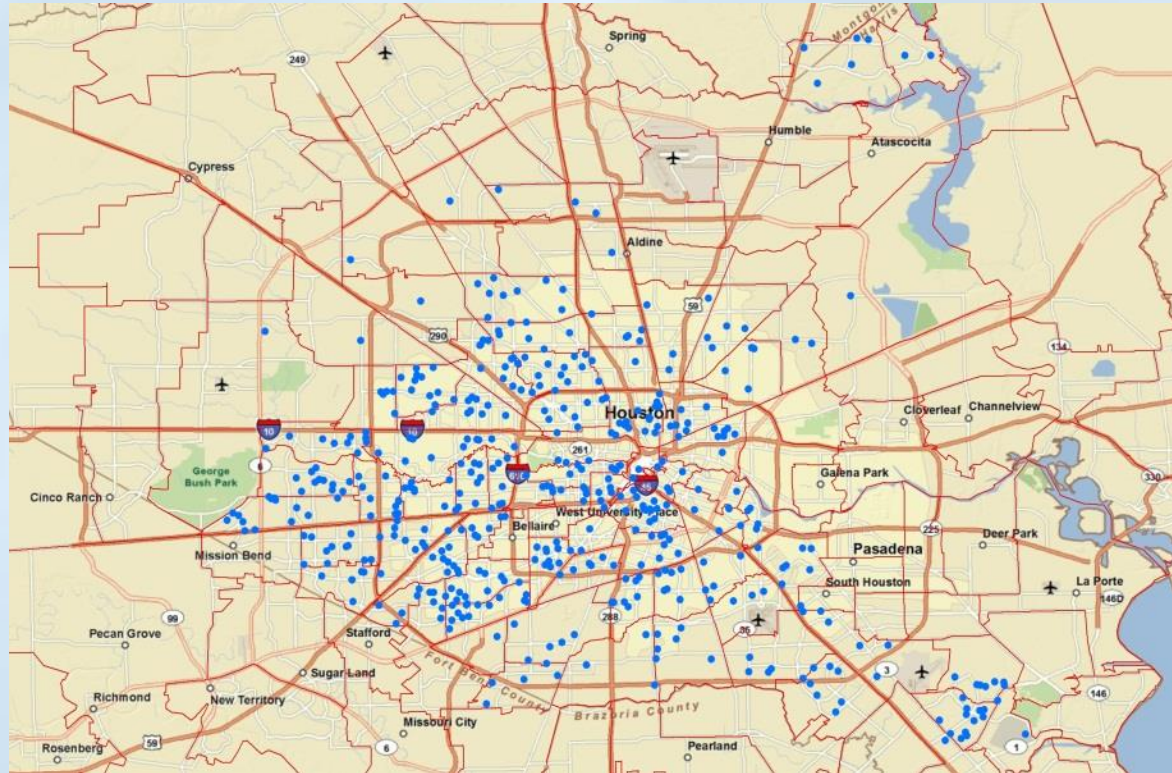 Montgom
Harris
Spring
249
Humble
Atascocita
Cypress
Aldine
59
290
134
Houston
Cloverleaf
Channelview
10
10
261
6
George
Bush Park
610
Galena Park
330
Cinco Ranch
West University Place
Bellaire
225
Deer Park
Mission Bend
Pasadena
South Houston
La Porte
146D
99
288
35
Pecan Grove
Stafford
Fort Bend County
3
Sugar Land
Richmond
New Territory
146
Brazoria County
Missouri City
Rosenberg
59
6
Pearland
1